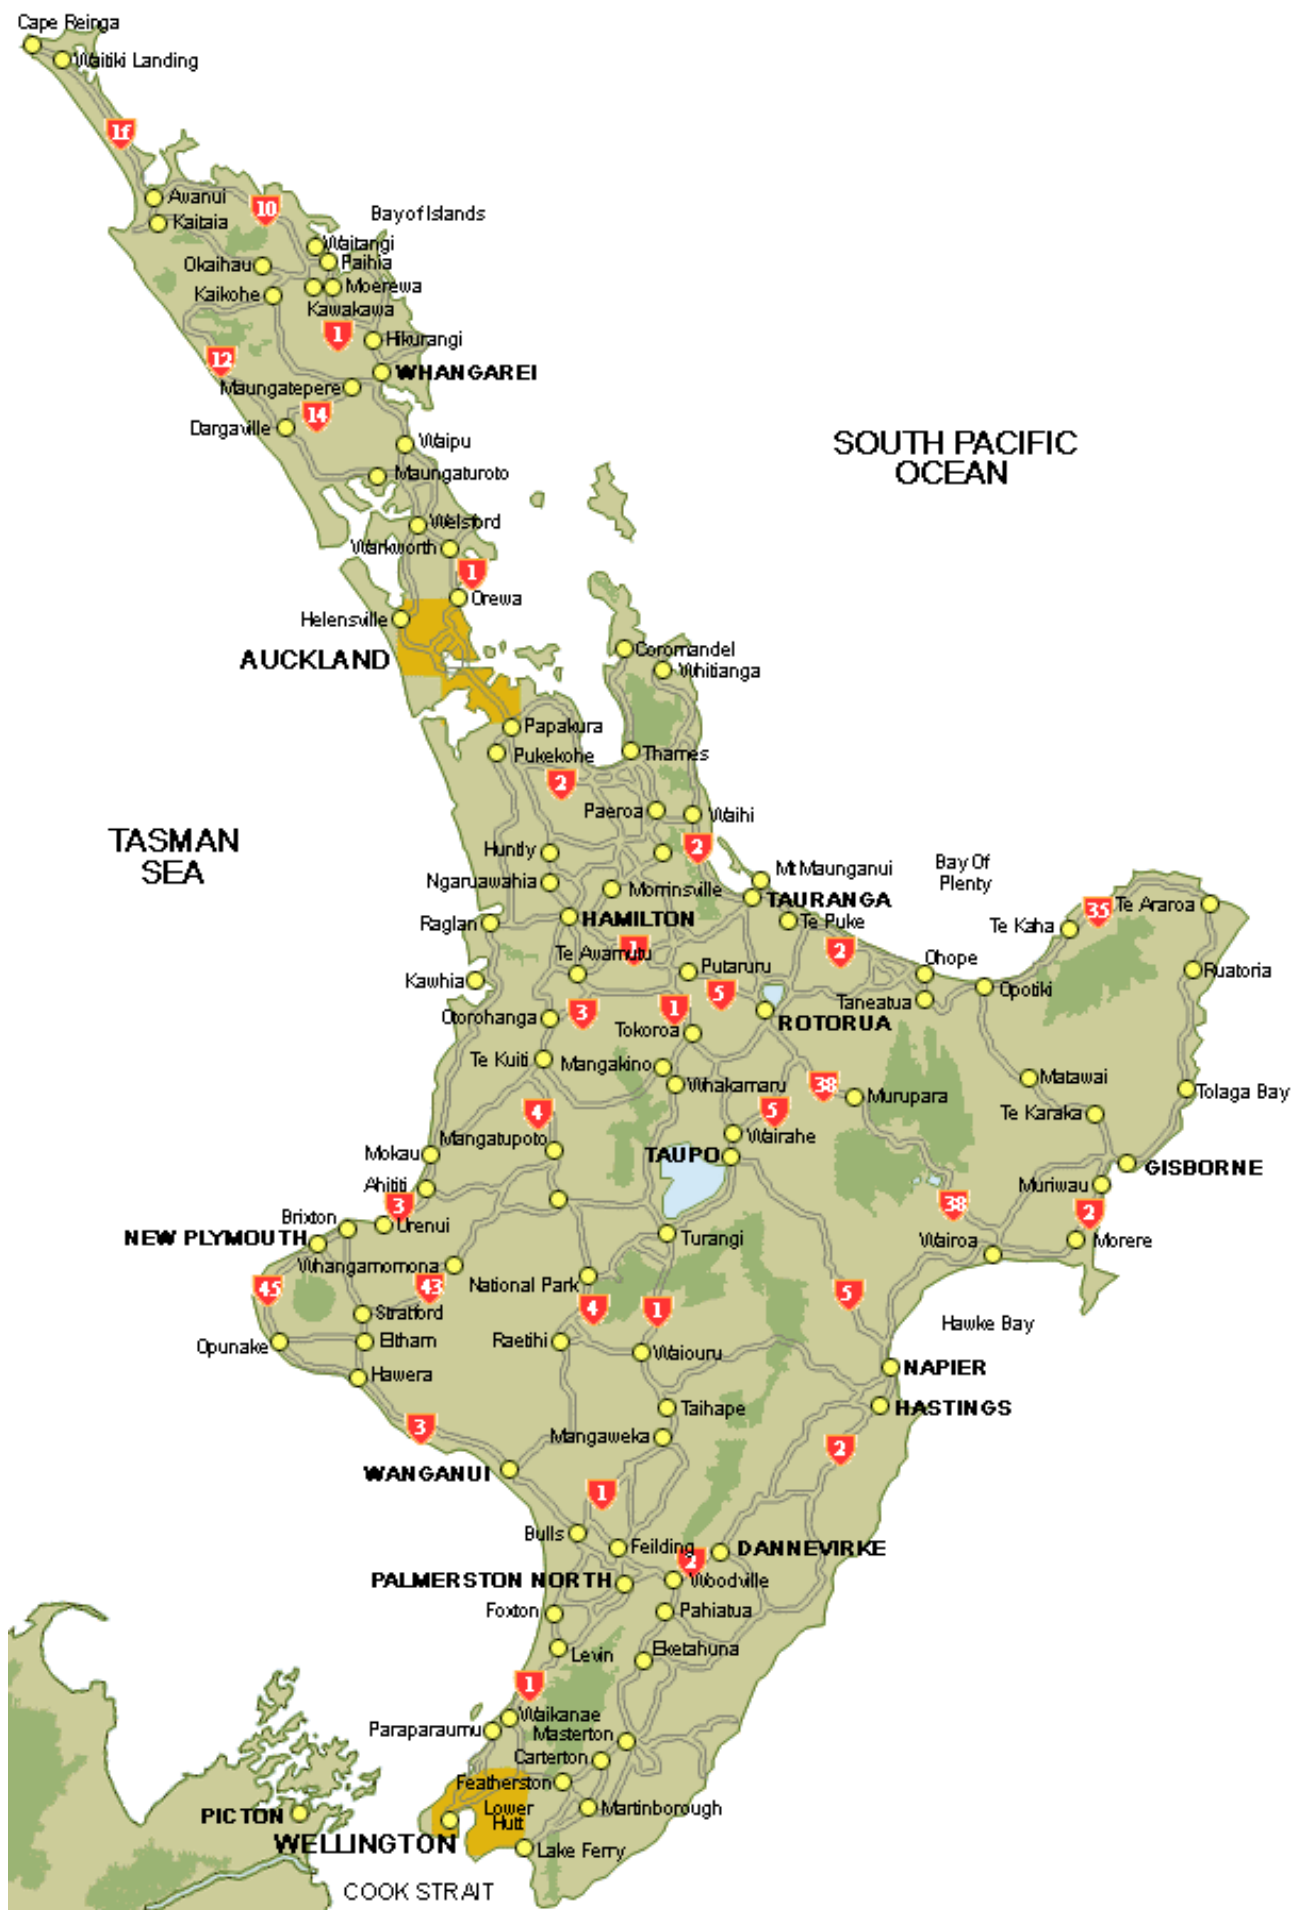 Cape Reinga
Waitiki Landing
1f
Awanui
10
Bay of Islands
Kaitaia
Waitangi
Okaihau
Paihia
Kaikohe
Moerewa
Kawakawa
1
Hikurangi
12
WHANGAREI
Maungatepere
14
Dargaville
Waipu
SOUTH PACIFIC
OCEAN
Maungaturoto
Welsford
Warkworth
1
Orewa
Helensville
AUCKLAND
Coromandel
Whitianga
Papakura
Pukekohe
Thames
2
Paeroa
Waihi
TASMAN
SEA
Huntly
2
Bay Of
Plenty
Mt Maunganui
Ngaruawahia
Morrinsville
TAURANGA
35
Te Araroa
Raglan
HAMILTON
Te Puke
Te Kaha
1
2
Te Awamutu
Putaruru
Ohope
Ruatoria
Kawhia
5
Taneatua
Opotiki
Otorohanga
3
1
ROTORUA
Tokoroa
Te Kuiti
Mangakino
Whakamaru
38
Murupara
Matawai
Tolaga Bay
4
5
Te Karaka
Mangatupoto
Wairahe
Mokau
TAUPO
GISBORNE
Ahititi
Muriwau
3
38
2
Brixton
Urenui
NEW PLYMOUTH
Turangi
Wairoa
Morere
Whangamomona
45
43
National Park
5
Stratford
4
1
Hawke Bay
Opunake
Eltham
Raetihi
Waiouru
Hawera
NAPIER
Taihape
HASTINGS
3
Mangaweka
2
WANGANUI
1
Bulls
Feilding
2
DANNEVIRKE
PALMERSTON NORTH
Woodville
Foxton
Pahiatua
Levin
Eketahuna
1
Waikanae
Paraparaumu
Masterton
Carterton
Featherston
Lower
Hutt
Martinborough
PICTON
WELLINGTON
Lake Ferry
COOK STRAIT